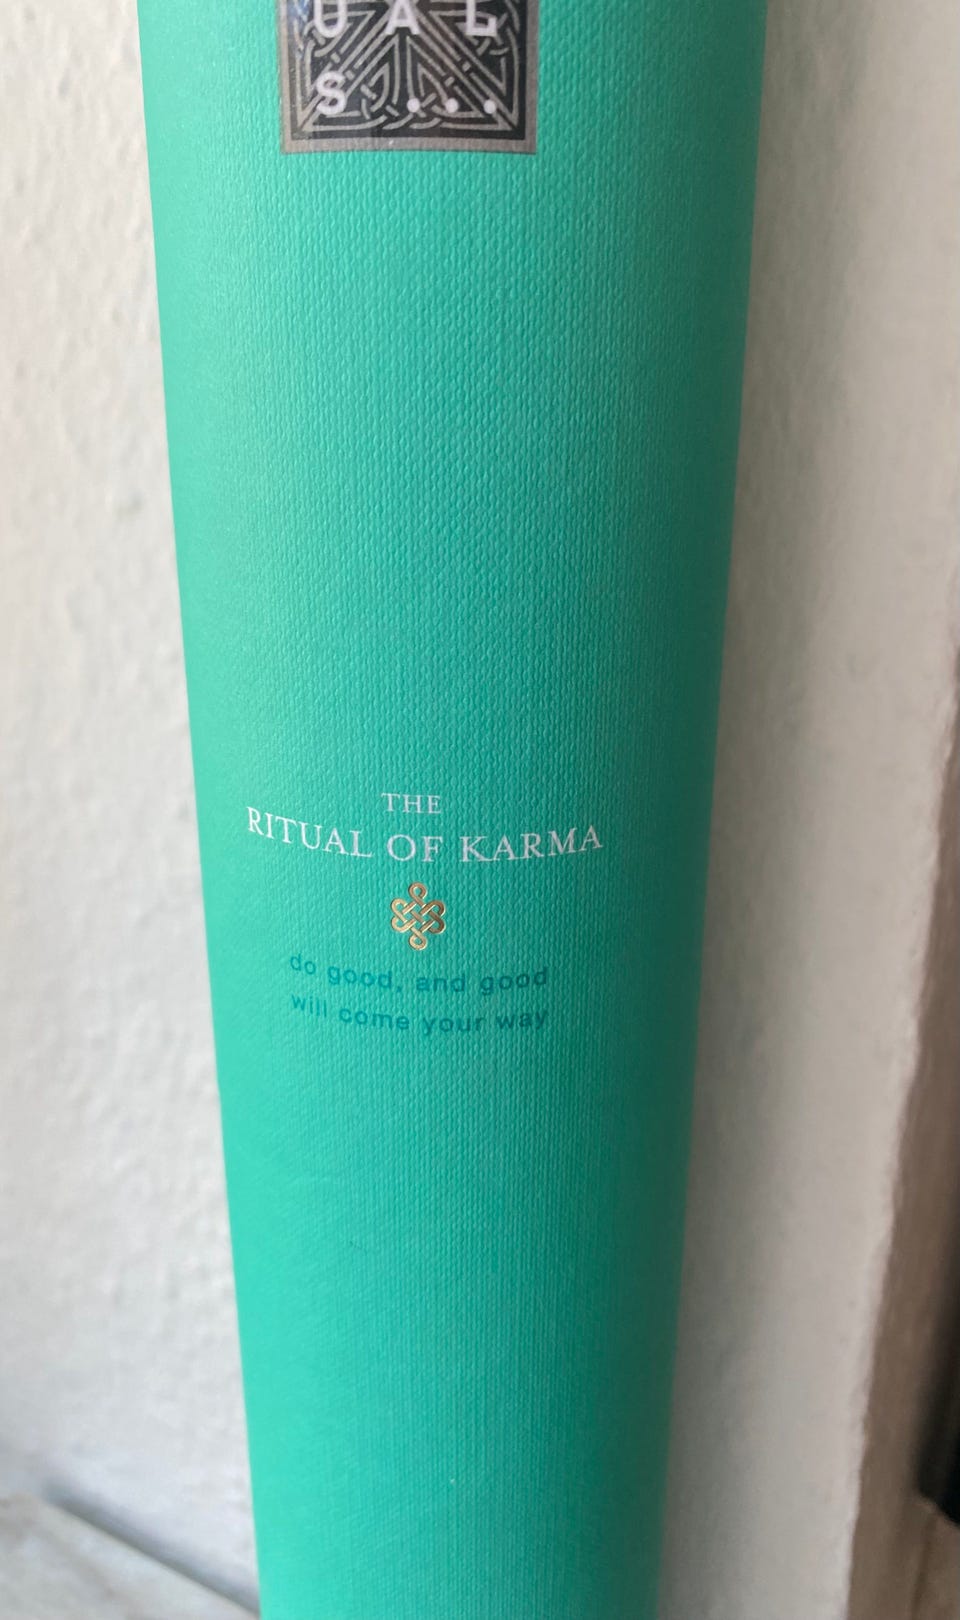 UAL
S...
THE
RITUAL OF KARMA
do good, and good
will come your way